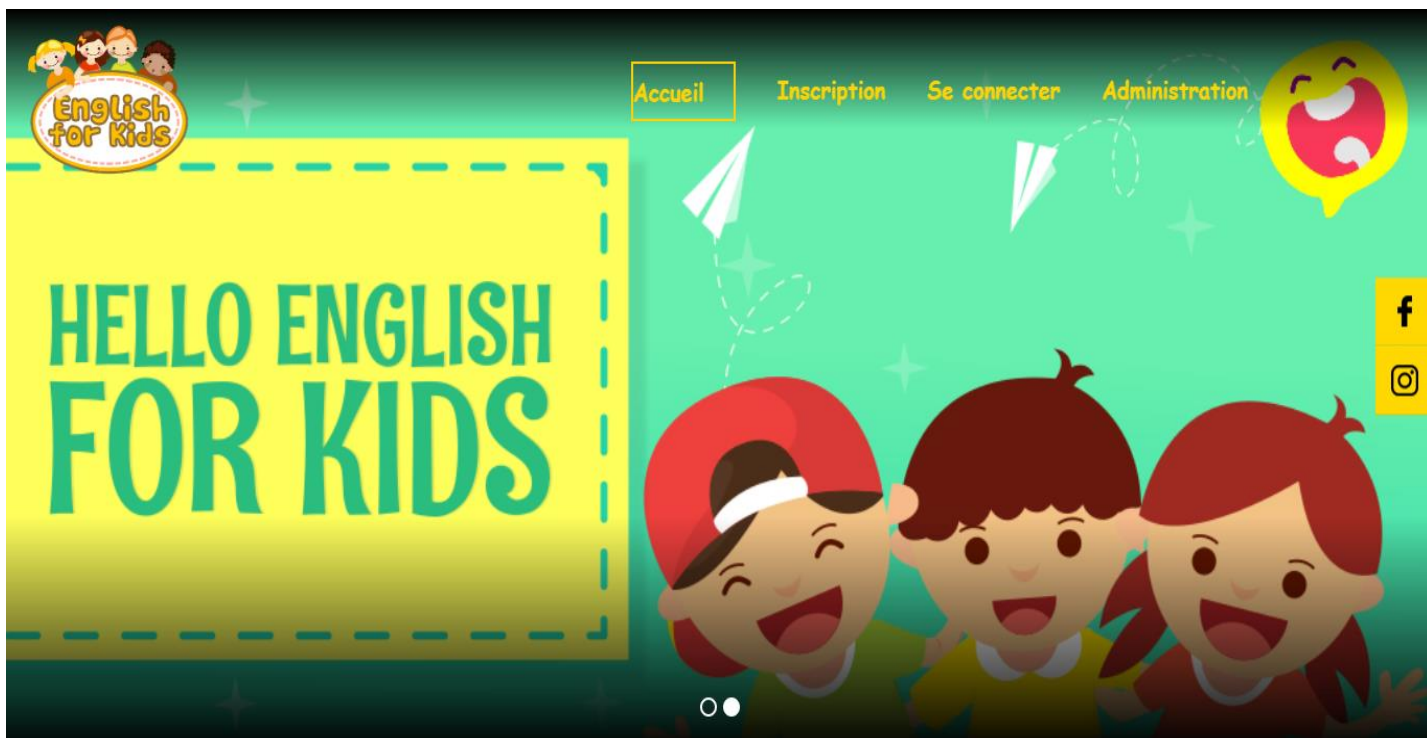 English
for Kids
Accueil Inscription Se connecter Administration
HELLO ENGLISH
FOR KIDS